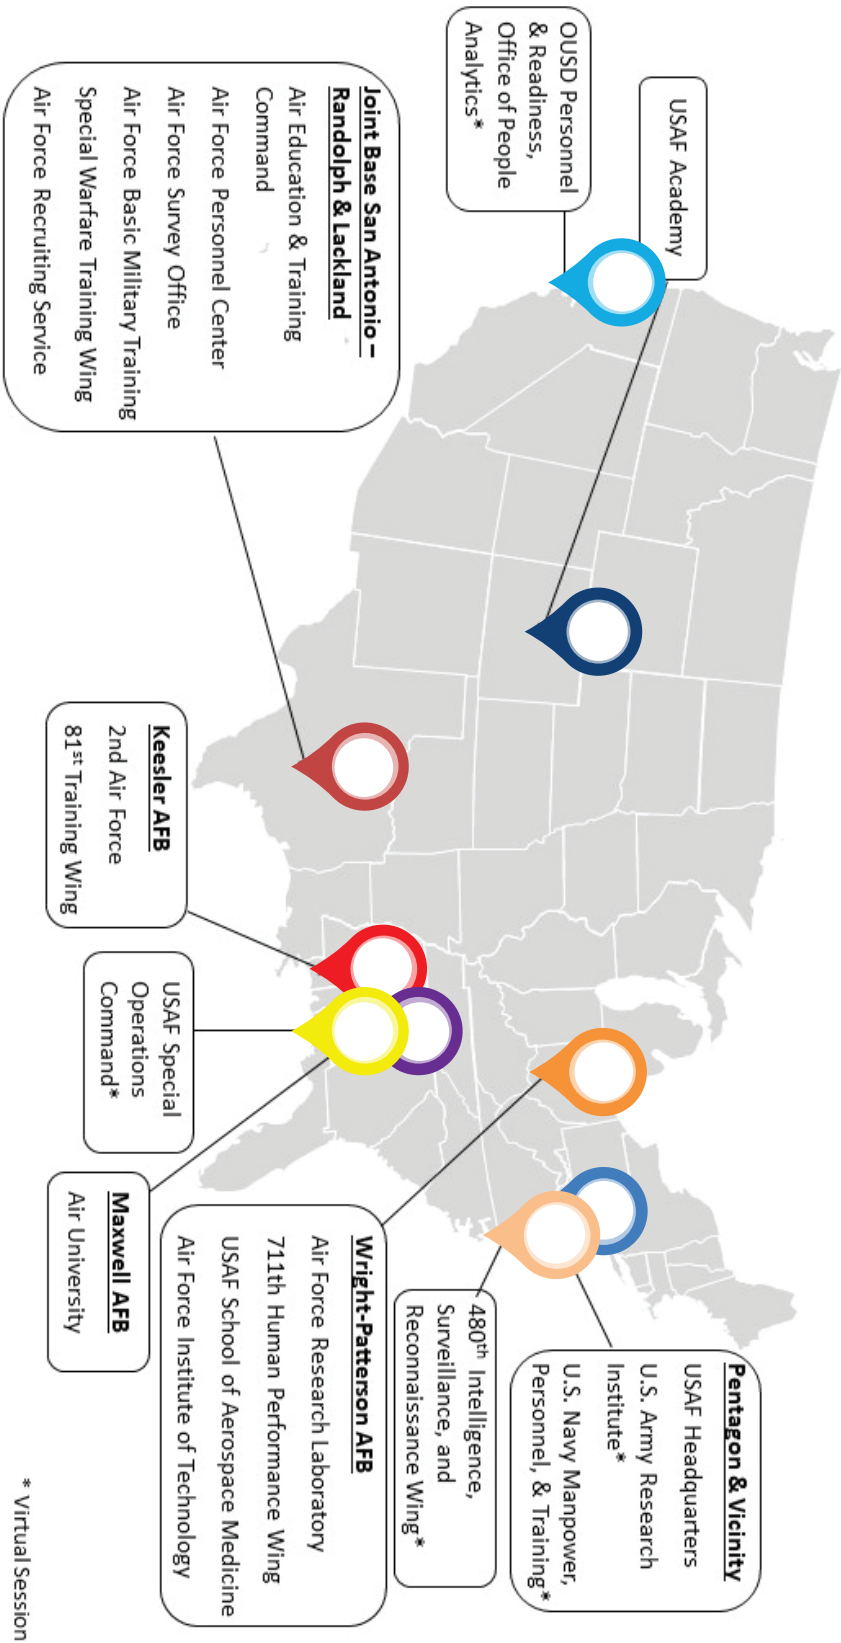 USAF Academy
OUSD Personnel
& Readiness,
Office of People
Analytics*
Joint Base San Antonio –
Randolph & Lackland
Air Education & Training
Command
Air Force Personnel Center
Air Force Survey Office
Air Force Basic Military Training
Special Warfare Training Wing
Air Force Recruiting Service
Keesler AFB
2nd Air Force
81st Training Wing
USAF Special
Operations
Command*
Maxwell AFB
Air University
Wright-Patterson AFB
Air Force Research Laboratory
711th Human Performance Wing
USAF School of Aerospace Medicine
Air Force Institute of Technology
480th Intelligence,
Surveillance, and
Reconnaissance Wing*
Pentagon & Vicinity
USAF Headquarters
U.S. Army Research
Institute*
U.S. Navy Manpower,
Personnel, & Training*
* Virtual Session